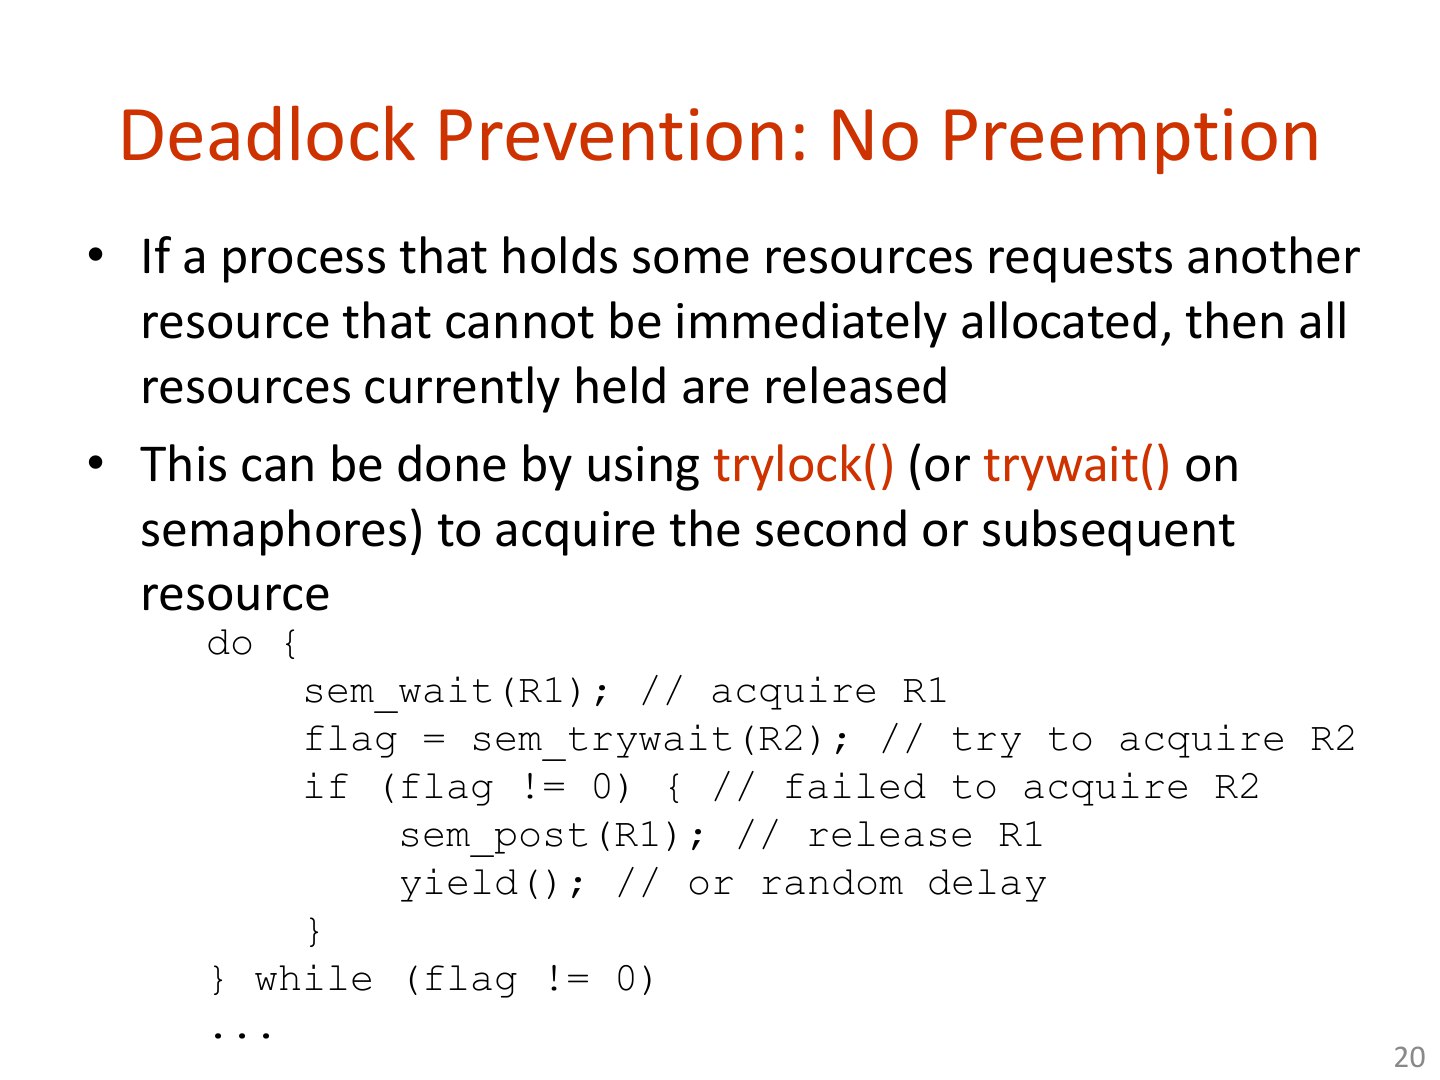 Deadlock Prevention: No Preemption
• If a process that holds some resources requests another
resource that cannot be immediately allocated, then all
resources currently held are released
• This can be done by using trylock() (or trywait() on
semaphores) to acquire the second or subsequent
resource
do {
    sem_wait(R1); // acquire R1
    flag = sem_trywait(R2); // try to acquire R2
    if (flag != 0) { // failed to acquire R2
        sem_post(R1); // release R1
        yield(); // or random delay
    }
} while (flag != 0)
...
20